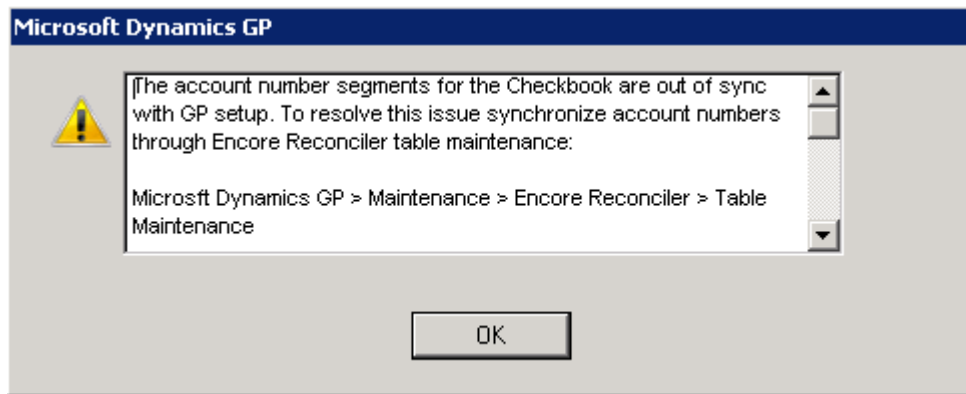 Microsoft Dynamics GP
The account number segments for the Checkbook are out of sync
with GP setup. To resolve this issue synchronize account numbers
through Encore Reconciler table maintenance:
Microsft Dynamics GP > Maintenance > Encore Reconciler > Table
Maintenance
OK